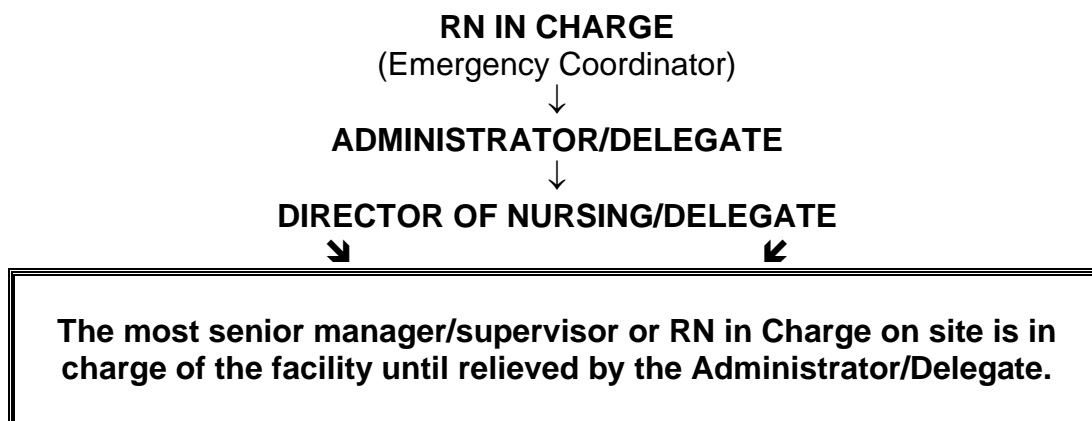 RN IN CHARGE
(Emergency Coordinator)
↓
ADMINISTRATOR/DELEGATE
↓
DIRECTOR OF NURSING/DELEGATE
The most senior manager/supervisor or RN in Charge on site is in
charge of the facility until relieved by the Administrator/Delegate.